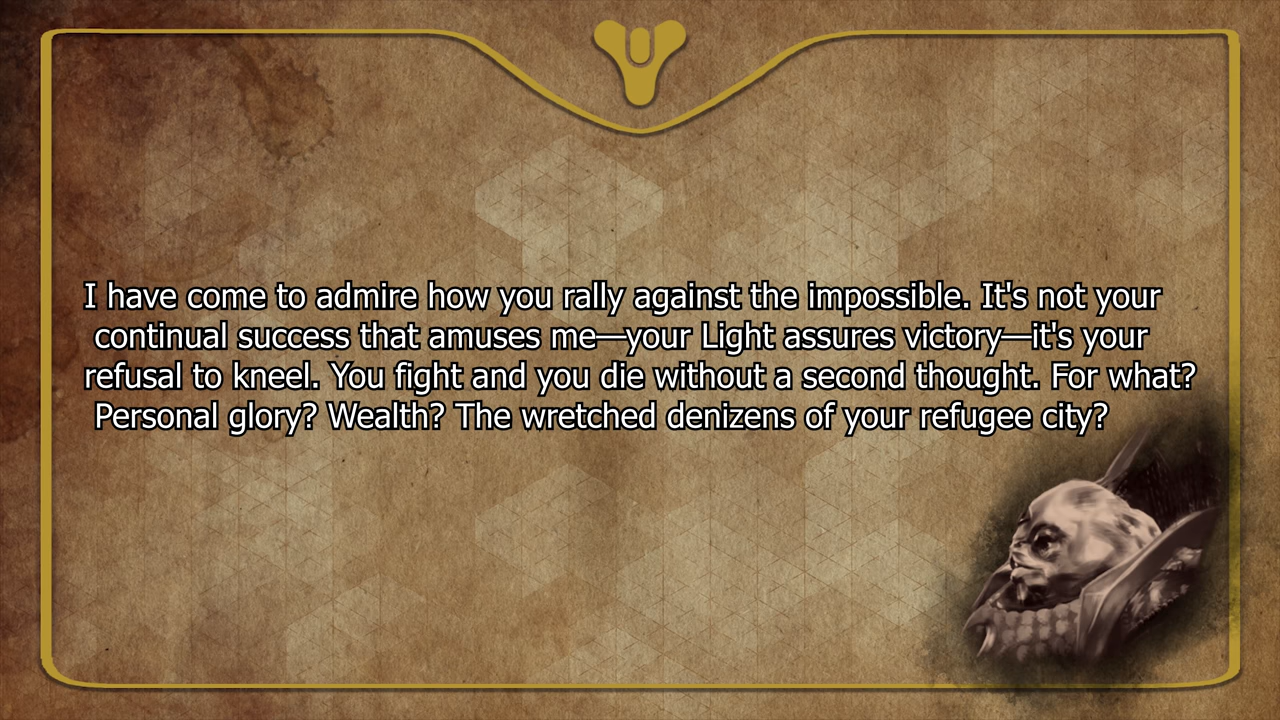 I have come to admire how you rally against the impossible. It's not your
continual success that amuses me—your Light assures victory—it's your
refusal to kneel. You fight and you die without a second thought. For what?
Personal glory? Wealth? The wretched denizens of your refugee city?